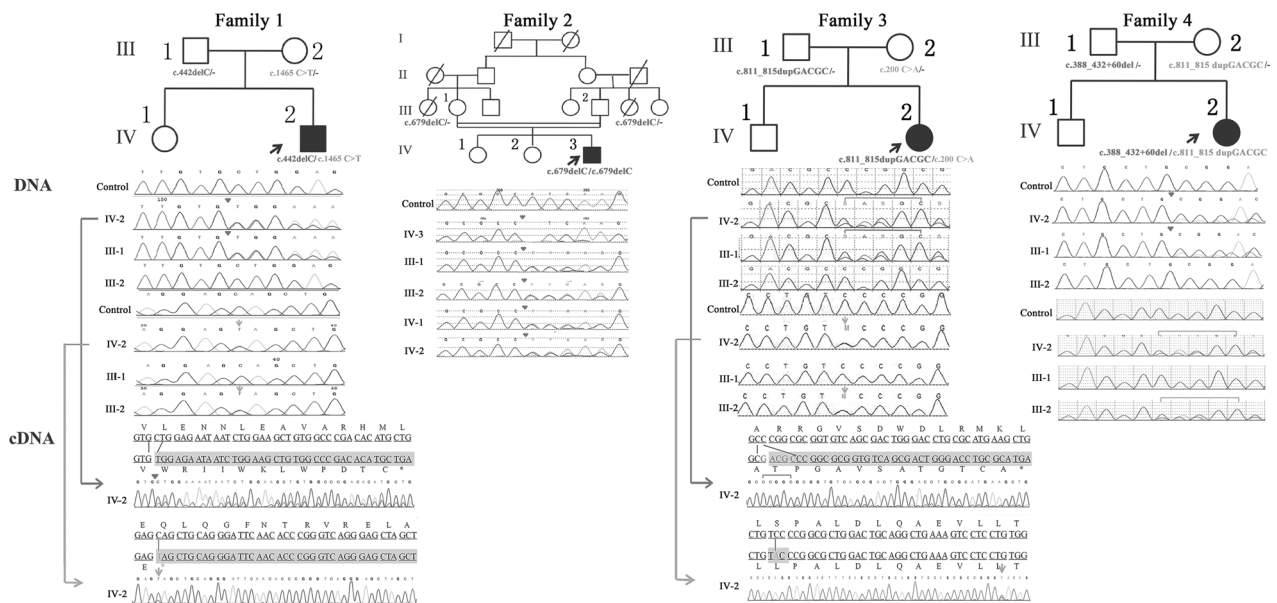 Family 1
Family 2
Family 3
Family 4
III
1
2
c.442delC/-
c.1465 C>T/-
IV
1
2
c.442delC/c.1465 C>T
I
II
III
1
2
c.679delC/-
c.679delC/-
IV
1
2
3
c.679delC/c.679delC
III
1
2
c.811_815dupGACGC/-
c.200 C>A/-
IV
1
2
c.811_815dupGACGC/c.200 C>A
III
1
2
c.388_432+60del /-
c.811_815 dupGACGC/-
IV
1
2
c.388_432+60del /c.811_815 dupGACGC
DNA
cDNA
Control
T T G T G C T G G A G
IV-2
T T G T G T G G A A A
III-1
T T G T G T G G A A A
III-2
T T G T G C T G G A G
Control
A G G A G C A G C T G
IV-2
A G G A G T A G C T G
III-1
A G G A G C A G C T G
III-2
A G G A G T A G C T G
V L E N N L E A V A R H M L
GTG CTG GAG AAT AAT CTG GAA GCT GTG GCC CGA CAC ATG CTG
GTG TGG AGA ATA ATC TGG AAG CTG TGG CCC GAC ACA TGC TGA
V W R I I W K L W P D T C *
IV-2
E Q L Q G F N T R V R E L A
GAG CAG CTG CAG GGA TTC AAC ACC CGG GTC AGG GAG CTA GCT
GAG TAG CTG CAG GGA TTC AAC ACC CGG GTC AGG GAG CTA GCT
E *
IV-2
Control
IV-3
III-1
III-2
IV-1
IV-2
Control
G A C G C C C G G C G
IV-2
III-1
III-2
G A C G C C C G G C G
Control
C C T G T C C C C G G
IV-2
C C T G T M C C C G G
III-1
C C T G T C C C C G G
III-2
C C T G T M C C C G G
A R R G V S D W D L R M K L
GCC CGG CGC GGT GTC AGC GAC TGG GAC CTG CGC ATG AAG CTG
GCG ACGC CC GGC GCG GTG TCA GCG ACT GGG ACC TGC GCA TGA
A T P G A V S A T G T C A *
IV-2
L S P A L D L Q A E V L L T
CTG TCC CCG GCG CTG GAC TGC AGG CTG AAA GTC CTC CTG TGG
CTG TAC CCG GCG CTG GAC TGC AGG CTG AAA GTC CTC CTG TGG
L L P A L D L Q A E V L L T
IV-2
Control
C T G C T G C G G A
IV-2
C T G C T G C G G A C
III-1
C T G C T G C G G A C
III-2
C T G C T G C G G A
Control
IV-2
III-1
III-2